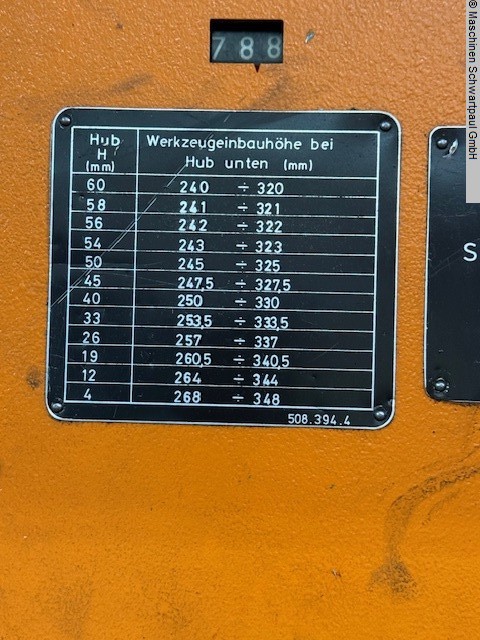 788
Hub H (mm) Werkzeugeinbauhöhe bei Hub unten (mm)
60 240 ÷ 320
58 241 ÷ 321
56 242 ÷ 322
54 243 ÷ 323
50 245 ÷ 325
45 247,5 ÷ 327,5
40 250 ÷ 330
33 253,5 ÷ 333,5
26 257 ÷ 337
19 260,5 ÷ 340,5
12 264 ÷ 344
4 268 ÷ 348
508.394.4
S
© Maschinen Schwartpaul GmbH